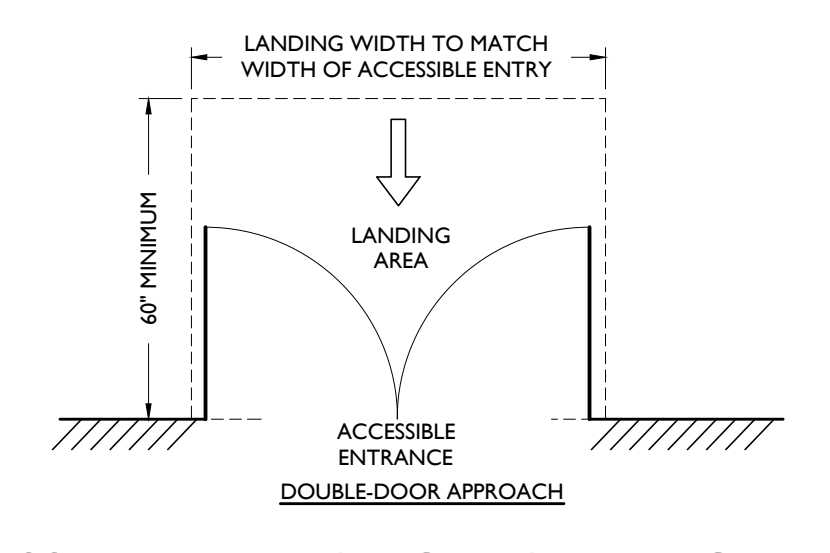 LANDING WIDTH TO MATCH
WIDTH OF ACCESSIBLE ENTRY
60" MINIMUM
LANDING
AREA
ACCESSIBLE
ENTRANCE
DOUBLE-DOOR APPROACH